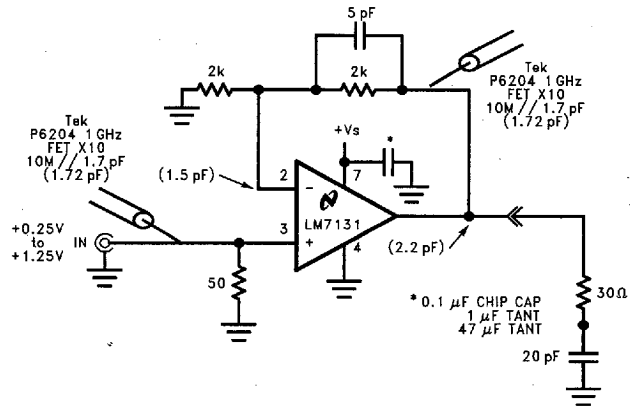 5 pF
2k
2k
Tek
P6204 1GHz
FET X10
10M // 1.7 pF
(1.72 pF)
Tek
P6204 1 GHz
FET X10
10M // 1.7 pF
(1.72 pF)
+Vs
*
(1.5 pF)
2
7
-
LM7131
3
+
4
+0.25V
to
+1.25V
IN
50
(2.2 pF)
* 0.1 µF CHIP CAP
1 µF TANT
47 µF TANT
30Ω
20 pF